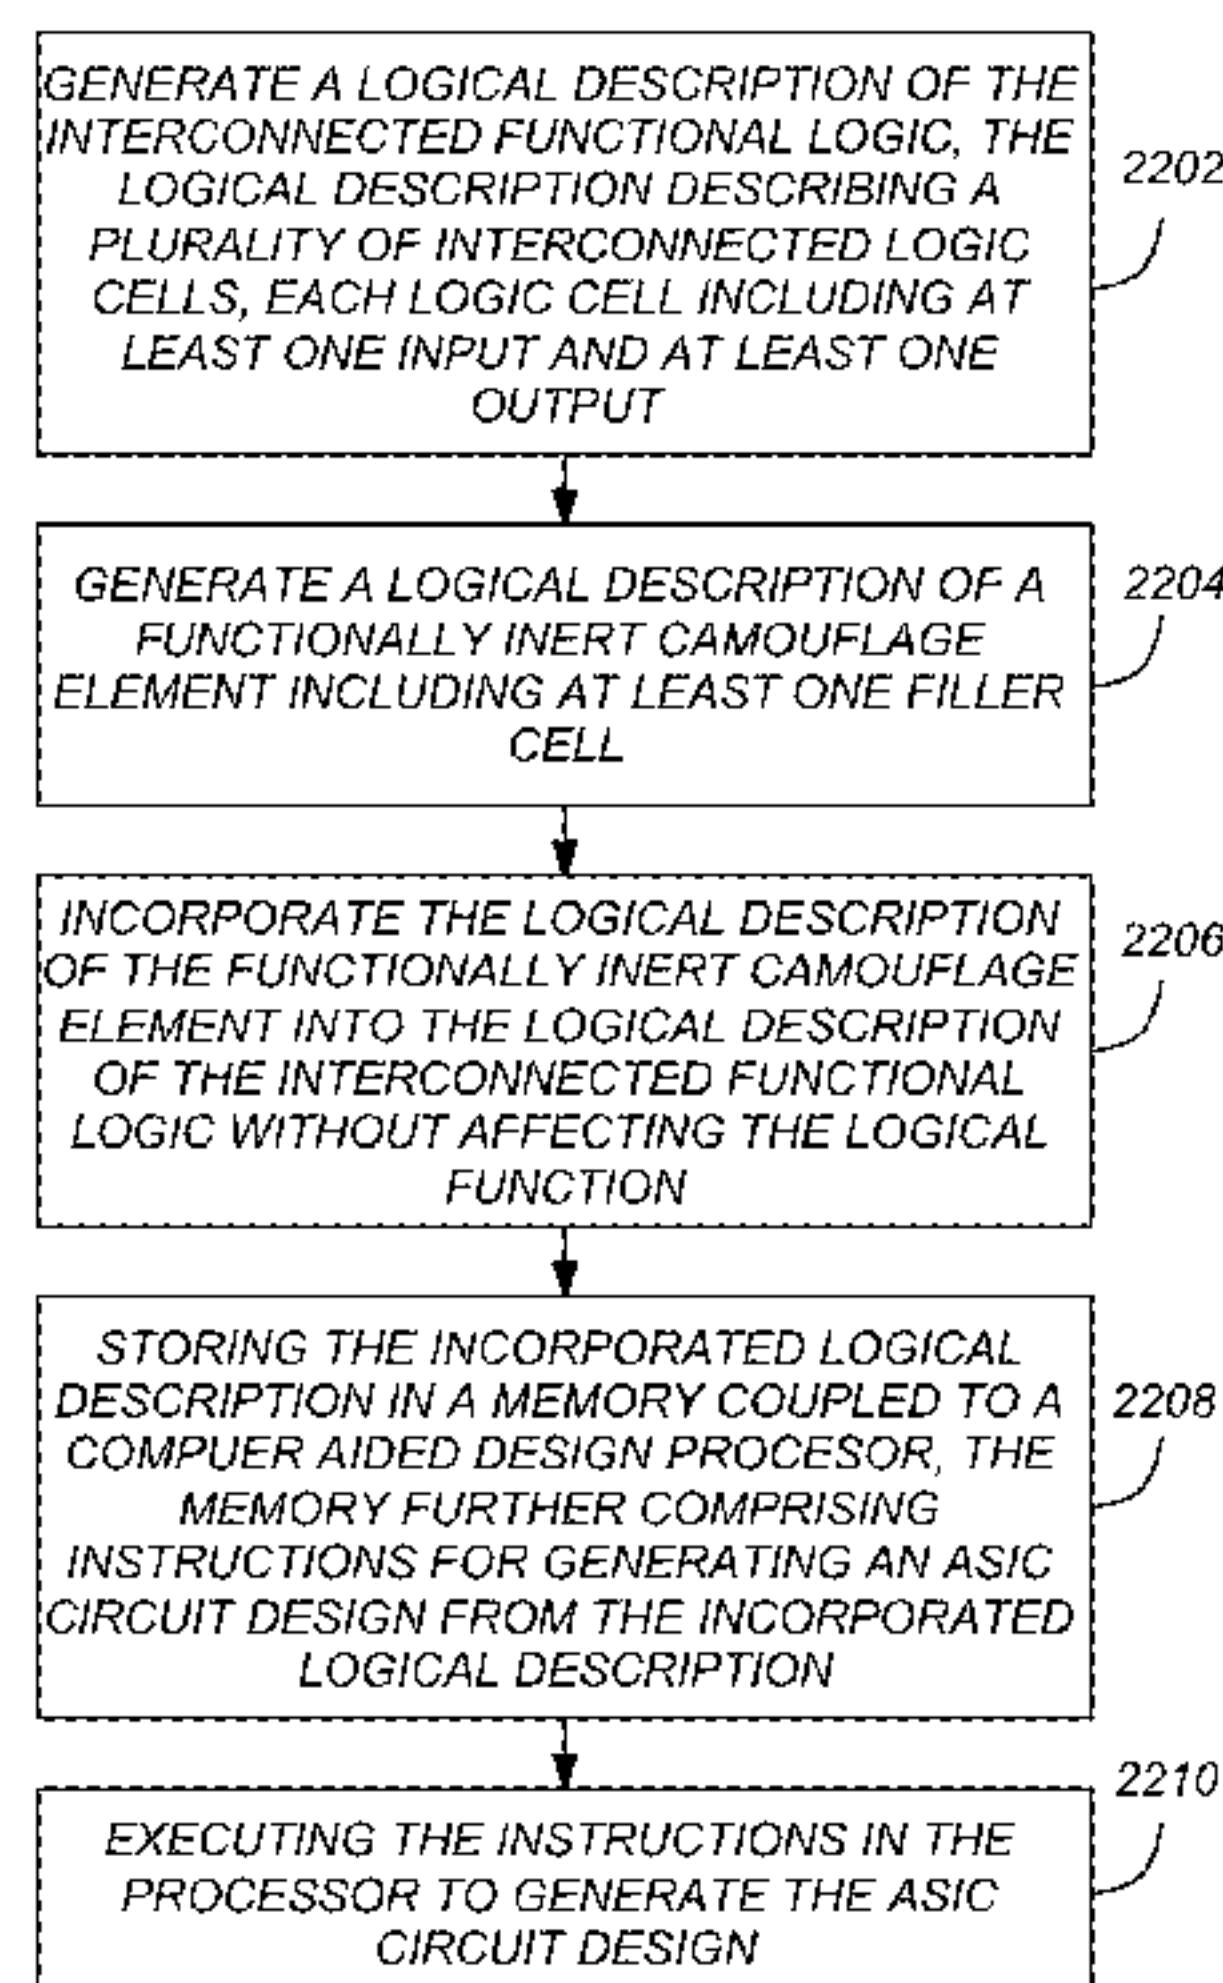 GENERATE A LOGICAL DESCRIPTION OF THE
INTERCONNECTED FUNCTIONAL LOGIC, THE
LOGICAL DESCRIPTION DESCRIBING A
PLURALITY OF INTERCONNECTED LOGIC
CELLS, EACH LOGIC CELL INCLUDING AT
LEAST ONE INPUT AND AT LEAST ONE
OUTPUT
2202
GENERATE A LOGICAL DESCRIPTION OF A
FUNCTIONALLY INERT CAMOUFLAGE
ELEMENT INCLUDING AT LEAST ONE FILLER
CELL
2204
INCORPORATE THE LOGICAL DESCRIPTION
OF THE FUNCTIONALLY INERT CAMOUFLAGE
ELEMENT INTO THE LOGICAL DESCRIPTION
OF THE INTERCONNECTED FUNCTIONAL
LOGIC WITHOUT AFFECTING THE LOGICAL
FUNCTION
2206
STORING THE INCORPORATED LOGICAL
DESCRIPTION IN A MEMORY COUPLED TO A
COMPUER AIDED DESIGN PROCESOR, THE
MEMORY FURTHER COMPRISING
INSTRUCTIONS FOR GENERATING AN ASIC
CIRCUIT DESIGN FROM THE INCORPORATED
LOGICAL DESCRIPTION
2208
EXECUTING THE INSTRUCTIONS IN THE
PROCESSOR TO GENERATE THE ASIC
CIRCUIT DESIGN
2210